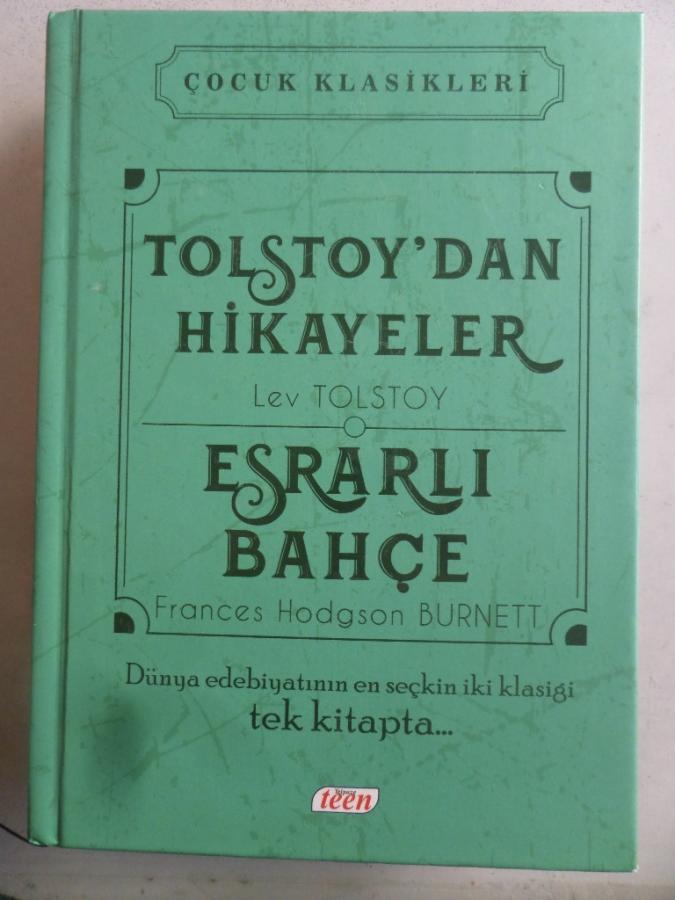 ÇOCUK KLASİKLERİ
TOLSTOY'DAN
HİKAYELER
Lev TOLSTOY
ESRARLI
BAHÇE
Frances Hodgson BURNETT
Dünya edebiyatının en seçkin iki klasiği
tek kitapta...
teen